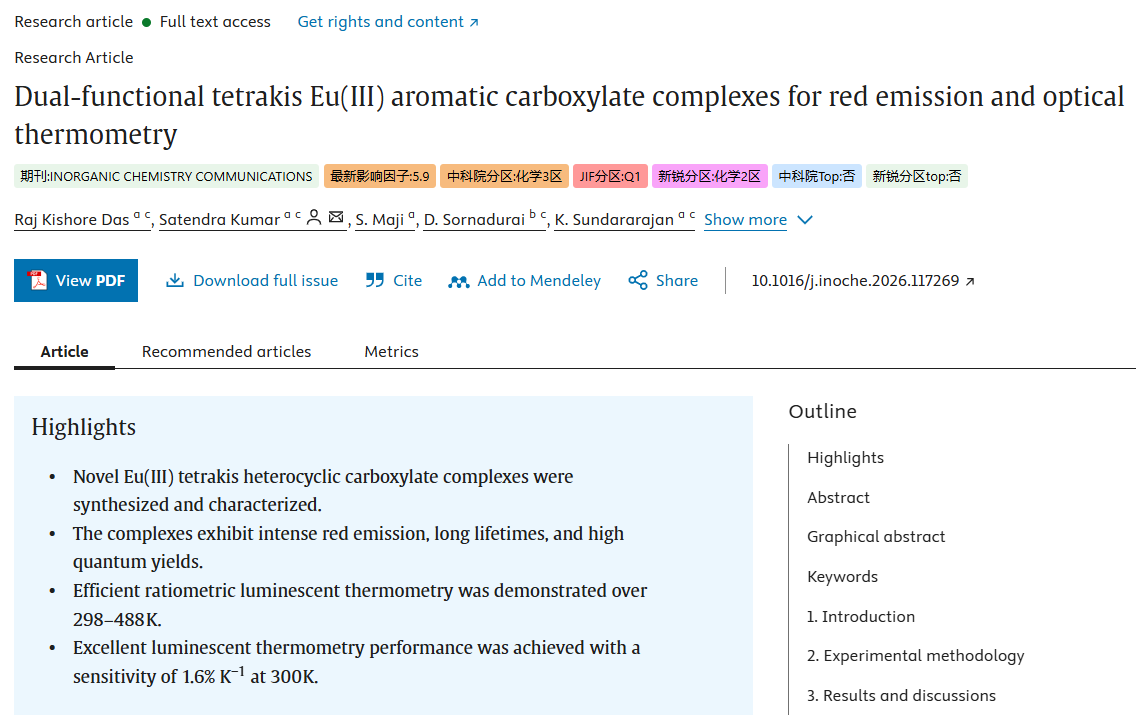 Research article ● Full text access Get rights and content ↗
Research Article
Dual-functional tetrakis Eu(III) aromatic carboxylate complexes for red emission and optical
thermometry
期刊:INORGANIC CHEMISTRY COMMUNICATIONS 最新影响因子:5.9 中科院分区:化学3区 JIF分区:Q1 新锐分区:化学2区 中科院Top:否 新锐分区top:否
Raj Kishore Das a c, Satendra Kumar a c, S. Maji a, D. Sornadurai b c, K. Sundararajan a c Show more
View PDF Download full issue Cite Add to Mendeley Share 10.1016/j.inoche.2026.117269 ↗
Article Recommended articles Metrics
Highlights
• Novel Eu(III) tetrakis heterocyclic carboxylate complexes were
synthesized and characterized.
• The complexes exhibit intense red emission, long lifetimes, and high
quantum yields.
• Efficient ratiometric luminescent thermometry was demonstrated over
298–488 K.
• Excellent luminescent thermometry performance was achieved with a
sensitivity of 1.6% K⁻¹ at 300 K.
Outline
Highlights
Abstract
Graphical abstract
Keywords
1. Introduction
2. Experimental methodology
3. Results and discussions